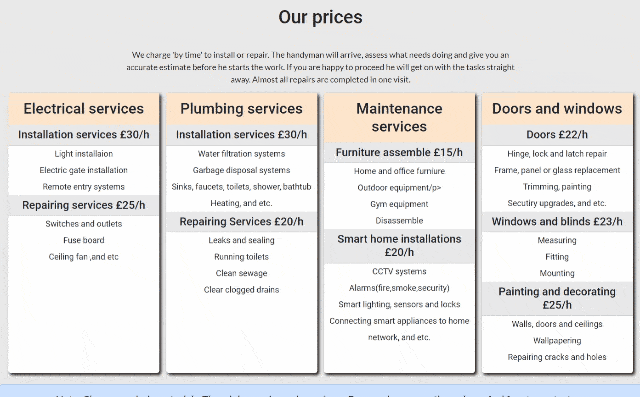 Our prices
We charge 'by time' to install or repair. The handyman will arrive, assess what needs doing and give you an
accurate estimate before he starts the work. If you are happy to proceed he will get on with the tasks straight
away. Almost all repairs are completed in one visit.
Electrical services
Installation services £30/h
Light installaion
Electric gate installation
Remote entry systems
Repairing services £25/h
Switches and outlets
Fuse board
Ceiling fan ,and etc
Plumbing services
Installation services £30/h
Water filtration systems
Garbage disposal systems
Sinks, faucets, toilets, shower, bathtub
Heating, and etc.
Repairing Services £20/h
Leaks and sealing
Running toilets
Clean sewage
Clear clogged drains
Maintenance
services
Furniture assemble £15/h
Home and office furniure
Outdoor equipment/p>
Gym equipment
Disassemble
Smart home installations
£20/h
CCTV systems
Alarms(fire,smoke,security)
Smart lighting, sensors and locks
Connecting smart appliances to home
network, and etc.
Doors and windows
Doors £22/h
Hinge, lock and latch repair
Frame, panel or glass replacement
Trimming, painting
Secutiry upgrades, and etc.
Windows and blinds £23/h
Measuring
Fitting
Mounting
Painting and decorating
£25/h
Walls, doors and ceilings
Wallpapering
Repairing cracks and holes